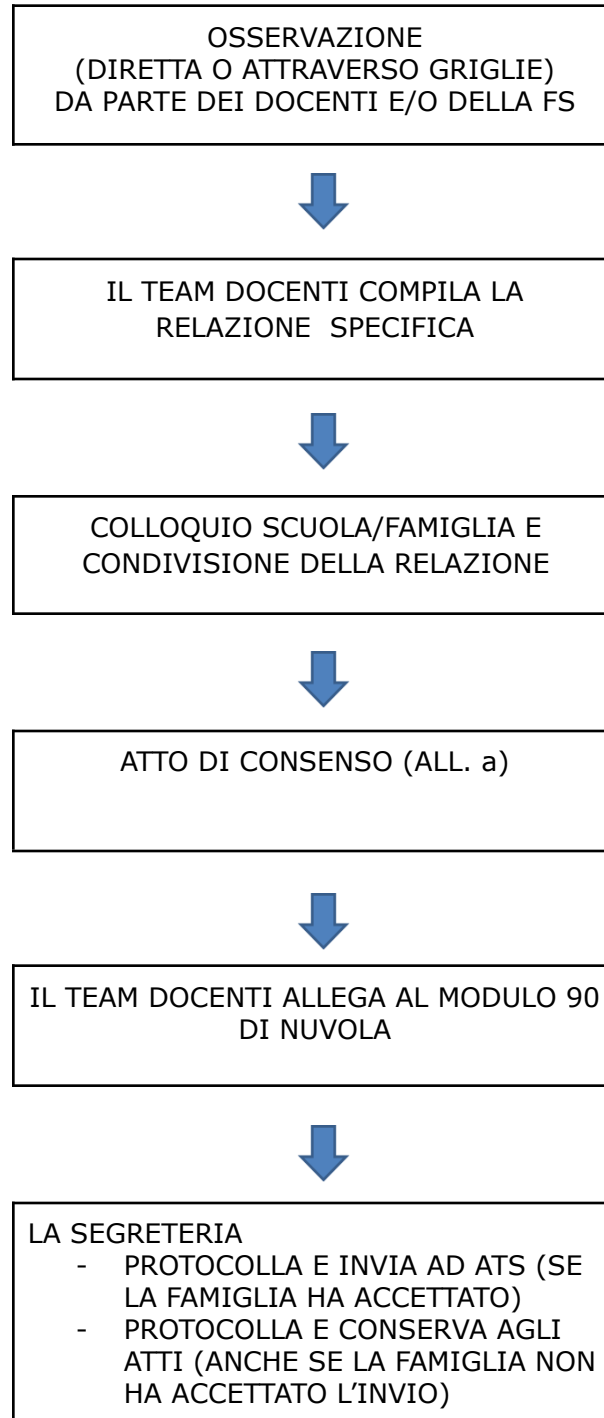 OSSERVAZIONE
(DIRETTA O ATTRAVERSO GRIGLIE)
DA PARTE DEI DOCENTI E/O DELLA FS
IL TEAM DOCENTI COMPILA LA
RELAZIONE SPECIFICA
COLLOQUIO SCUOLA/FAMIGLIA E
CONDIVISIONE DELLA RELAZIONE
ATTO DI CONSENSO (ALL. a)
IL TEAM DOCENTI ALLEGA AL MODULO 90
DI NUVOLA
LA SEGRETERIA
- PROTOCOLLA E INVIA AD ATS (SE
LA FAMIGLIA HA ACCETTATO)
- PROTOCOLLA E CONSERVA AGLI
ATTI (ANCHE SE LA FAMIGLIA NON
HA ACCETTATO L’INVIO)